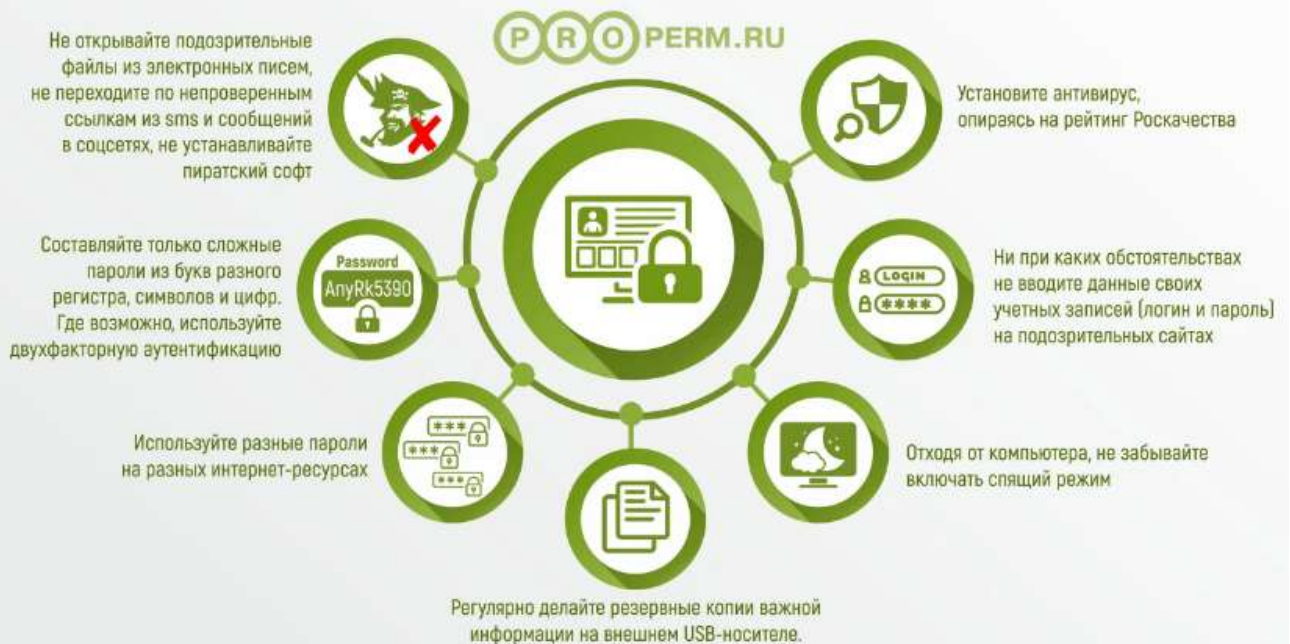 PRO PERM.RU
Не открывайте подозрительные
файлы из электронных писем,
не переходите по непроверенным
ссылкам из sms и сообщений
в соцсетях, не устанавливайте
пиратский софт
Установите антивирус,
опираясь на рейтинг Роскачества
Составляйте только сложные
пароли из букв разного
регистра, символов и цифр.
Где возможно, используйте
двухфакторную аутентификацию
Password
AnyRk5390
LOGIN
****
Ни при каких обстоятельствах
не вводите данные своих
учетных записей (логин и пароль)
на подозрительных сайтах
Используйте разные пароли
на разных интернет-ресурсах
***
***
***
Отходя от компьютера, не забывайте
включать спящий режим
Регулярно делайте резервные копии важной
информации на внешнем USB-носителе.